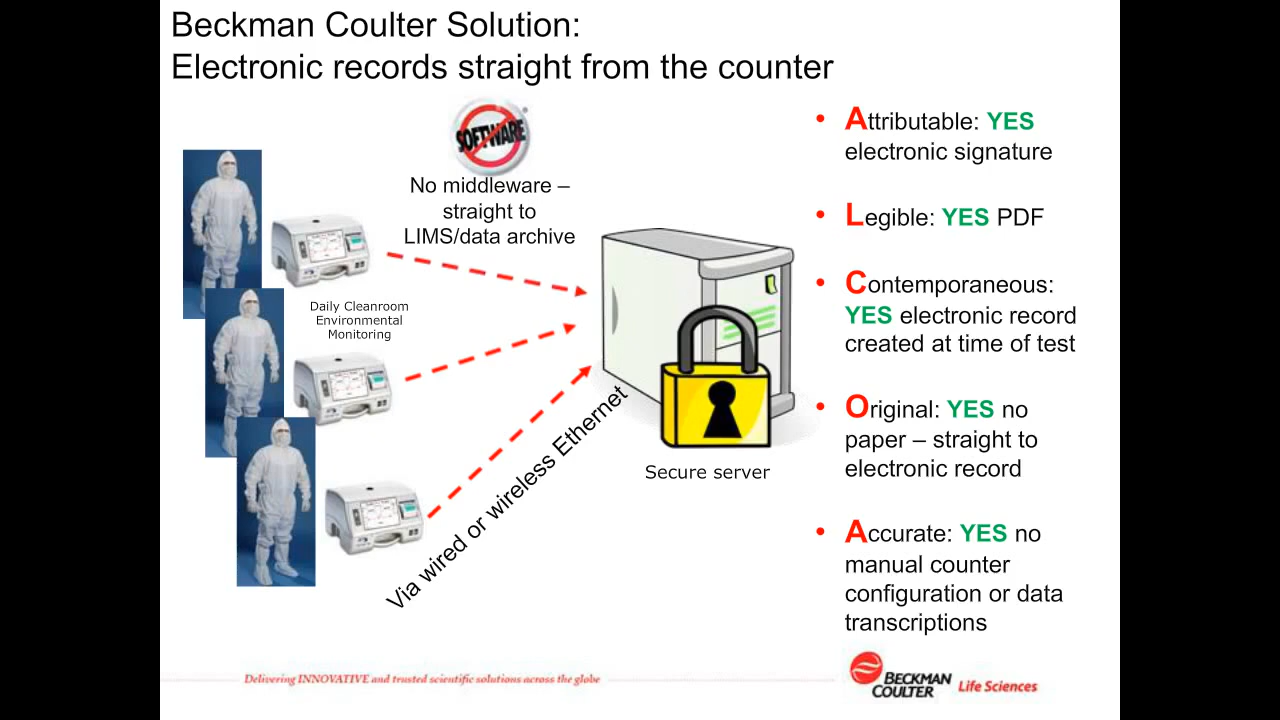 Beckman Coulter Solution:
Electronic records straight from the counter
SOFTWARE
No middleware –
straight to
LIMS/data archive
Daily Cleanroom
Environmental
Monitoring
Via wired or wireless Ethernet
Secure server
• Attributable: YES
electronic signature
• Legible: YES PDF
• Contemporaneous:
YES electronic record
created at time of test
• Original: YES no
paper – straight to
electronic record
• Accurate: YES no
manual counter
configuration or data
transcriptions
Delivering INNOVATIVE and trusted scientific solutions across the globe
BECKMAN
COULTER
Life Sciences